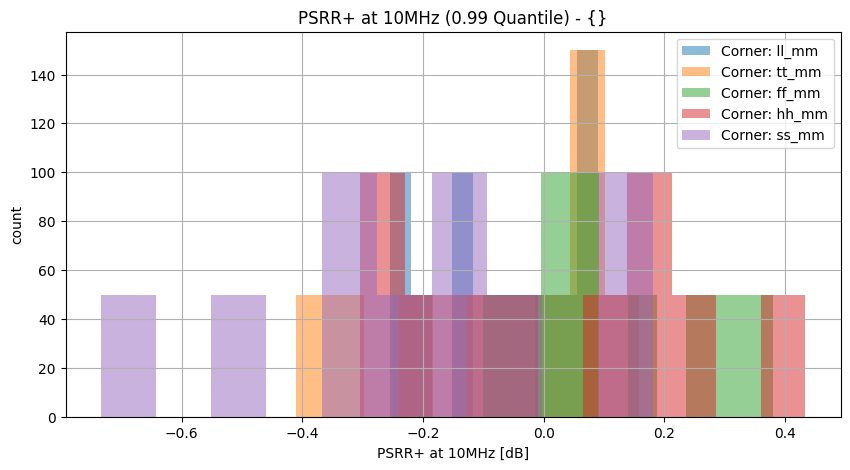 PSRR+ at 10MHz (0.99 Quantile) - {}
Corner: ll_mm
Corner: tt_mm
Corner: ff_mm
Corner: hh_mm
Corner: ss_mm
count
140
120
100
80
60
40
20
0
−0.6 −0.4 −0.2 0.0 0.2 0.4
PSRR+ at 10MHz [dB]